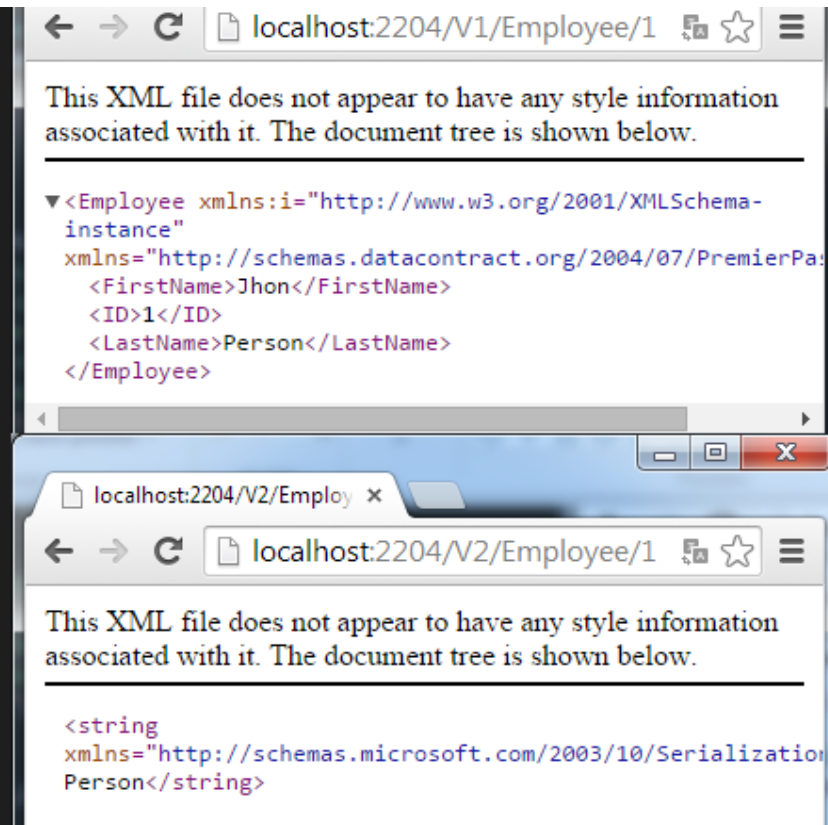 localhost:2204/V1/Employee/1
This XML file does not appear to have any style information
associated with it. The document tree is shown below.
▼<Employee xmlns:i="http://www.w3.org/2001/XMLSchema-
instance"
xmlns="http://schemas.datacontract.org/2004/07/PremierPa
<FirstName>Jhon</FirstName>
<ID>1</ID>
<LastName>Person</LastName>
</Employee>
localhost:2204/V2/Employ
localhost:2204/V2/Employee/1
This XML file does not appear to have any style information
associated with it. The document tree is shown below.
<string
xmlns="http://schemas.microsoft.com/2003/10/Serialization
Person</string>